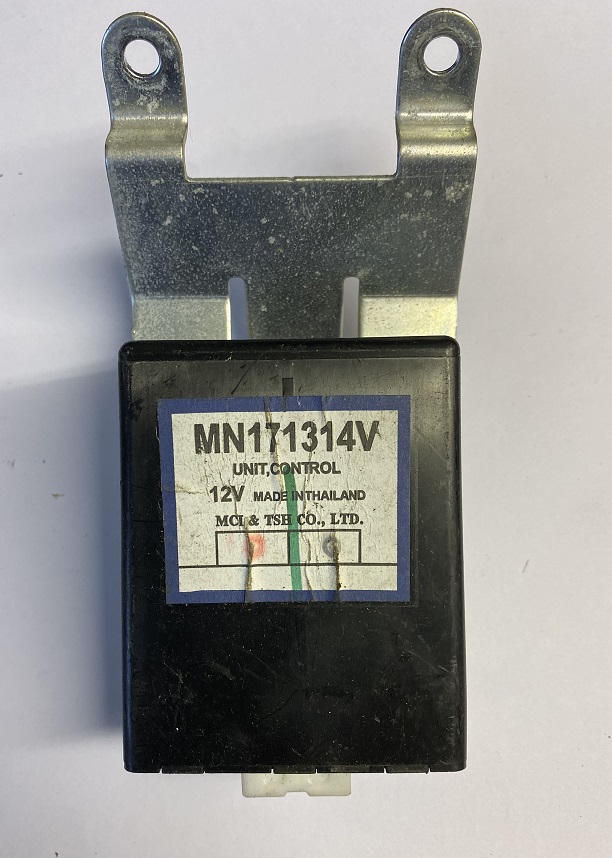 MN171314V
UNIT,CONTROL
12V MADE IN THAILAND
MCI & TSH CO., LTD.